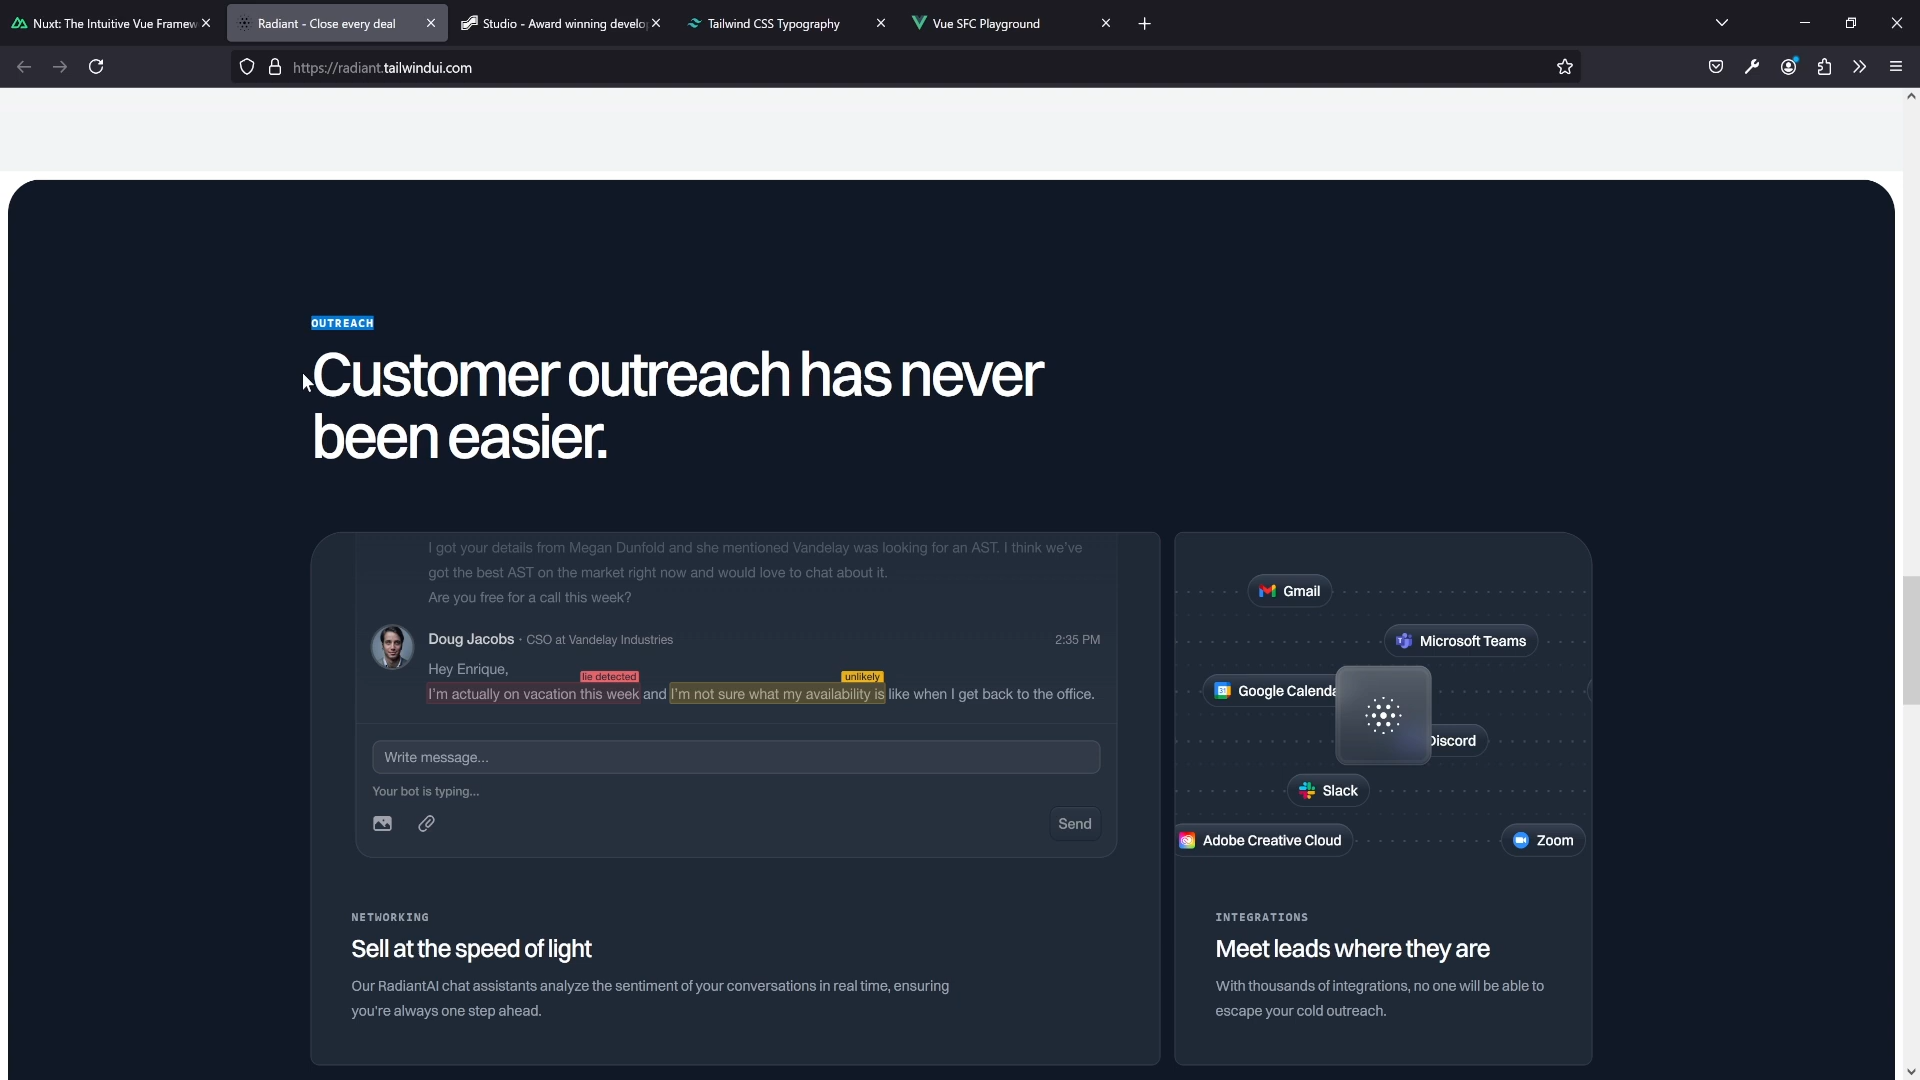 Nuxt: The Intuitive Vue Framew
Radiant - Close every deal
Studio - Award winning develo
Tailwind CSS Typography
Vue SFC Playground
https://radiant.tailwindui.com
OUTREACH
Customer outreach has never
been easier.
I got your details from Megan Dunfold and she mentioned Vandelay was looking for an AST. I think we've
got the best AST on the market right now and would love to chat about it.
Are you free for a call this week?
Doug Jacobs · CSO at Vandelay Industries
2:35 PM
Hey Enrique,
lie detected
unlikely
I'm actually on vacation this week and I'm not sure what my availability is like when I get back to the office.
Write message...
Your bot is typing...
Send
Gmail
Microsoft Teams
31
Google Calenda
Discord
Slack
Adobe Creative Cloud
Zoom
NETWORKING
Sell at the speed of light
Our RadiantAI chat assistants analyze the sentiment of your conversations in real time, ensuring
you're always one step ahead.
INTEGRATIONS
Meet leads where they are
With thousands of integrations, no one will be able to
escape your cold outreach.